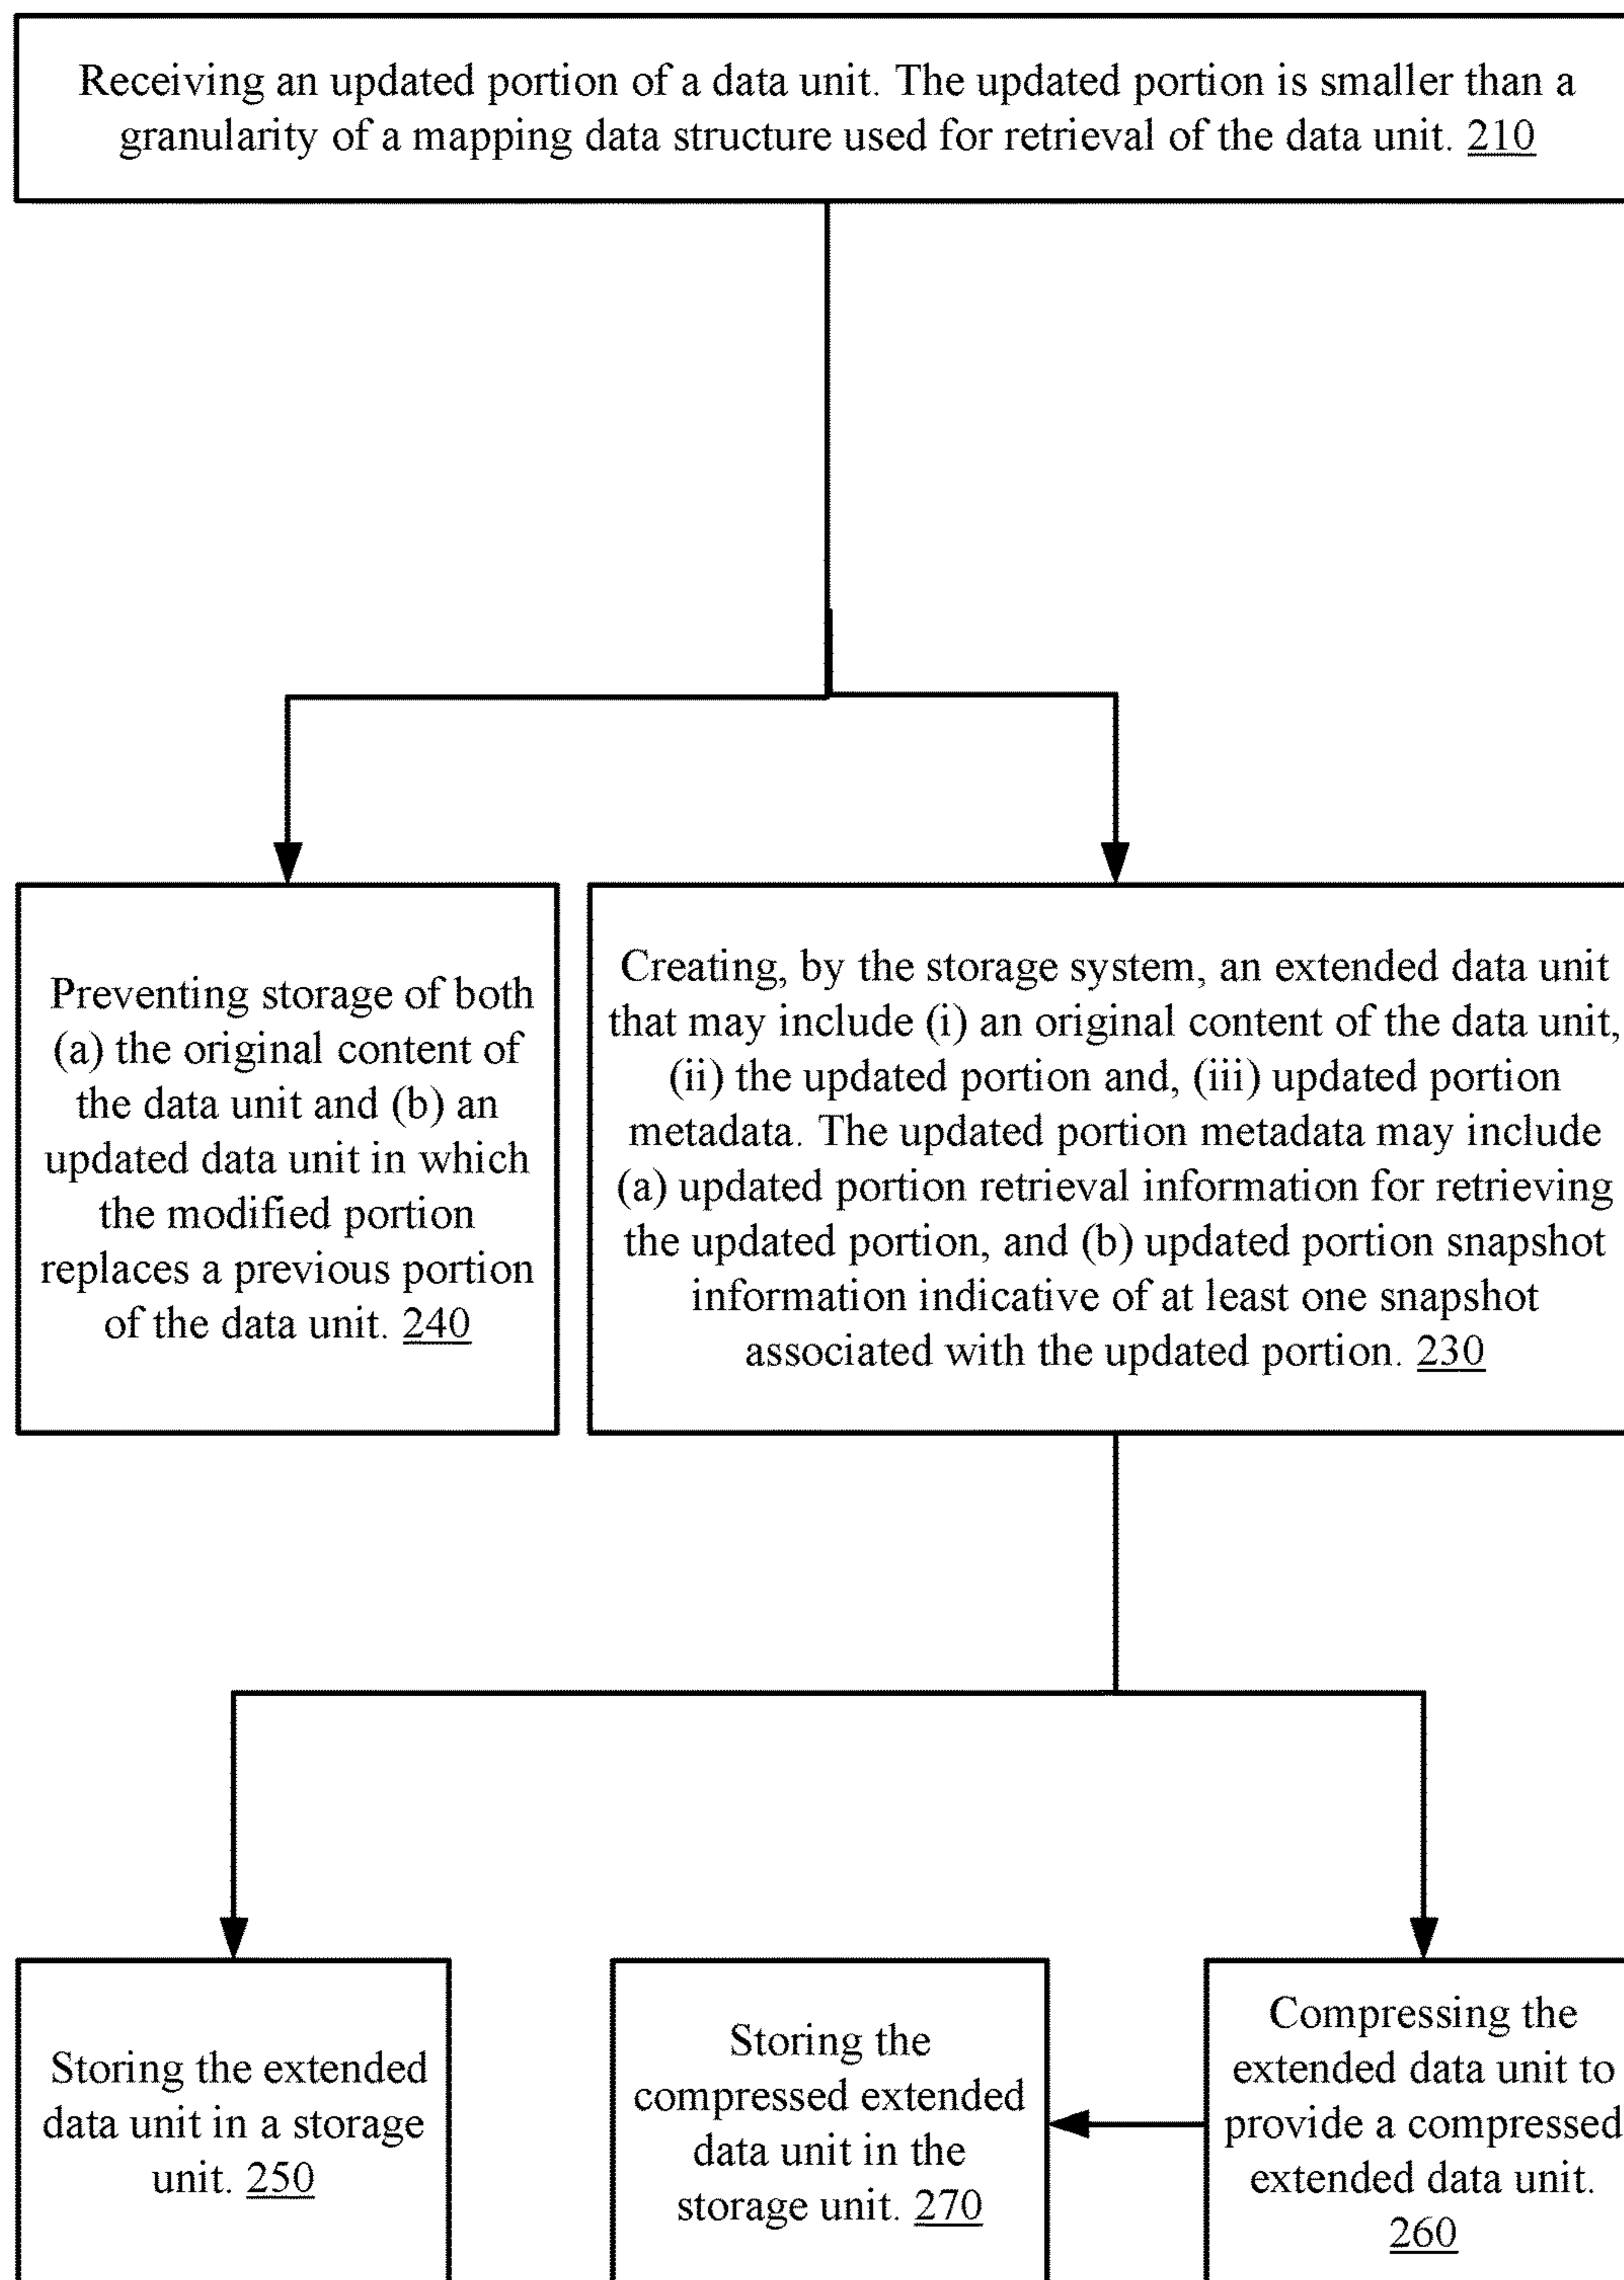 Receiving an updated portion of a data unit. The updated portion is smaller than a
granularity of a mapping data structure used for retrieval of the data unit. 210
Preventing storage of both
(a) the original content of
the data unit and (b) an
updated data unit in which
the modified portion
replaces a previous portion
of the data unit. 240
Creating, by the storage system, an extended data unit
that may include (i) an original content of the data unit,
(ii) the updated portion and, (iii) updated portion
metadata. The updated portion metadata may include
(a) updated portion retrieval information for retrieving
the updated portion, and (b) updated portion snapshot
information indicative of at least one snapshot
associated with the updated portion. 230
Storing the extended
data unit in a storage
unit. 250
Storing the
compressed extended
data unit in the
storage unit. 270
Compressing the
extended data unit to
provide a compressed
extended data unit.
260